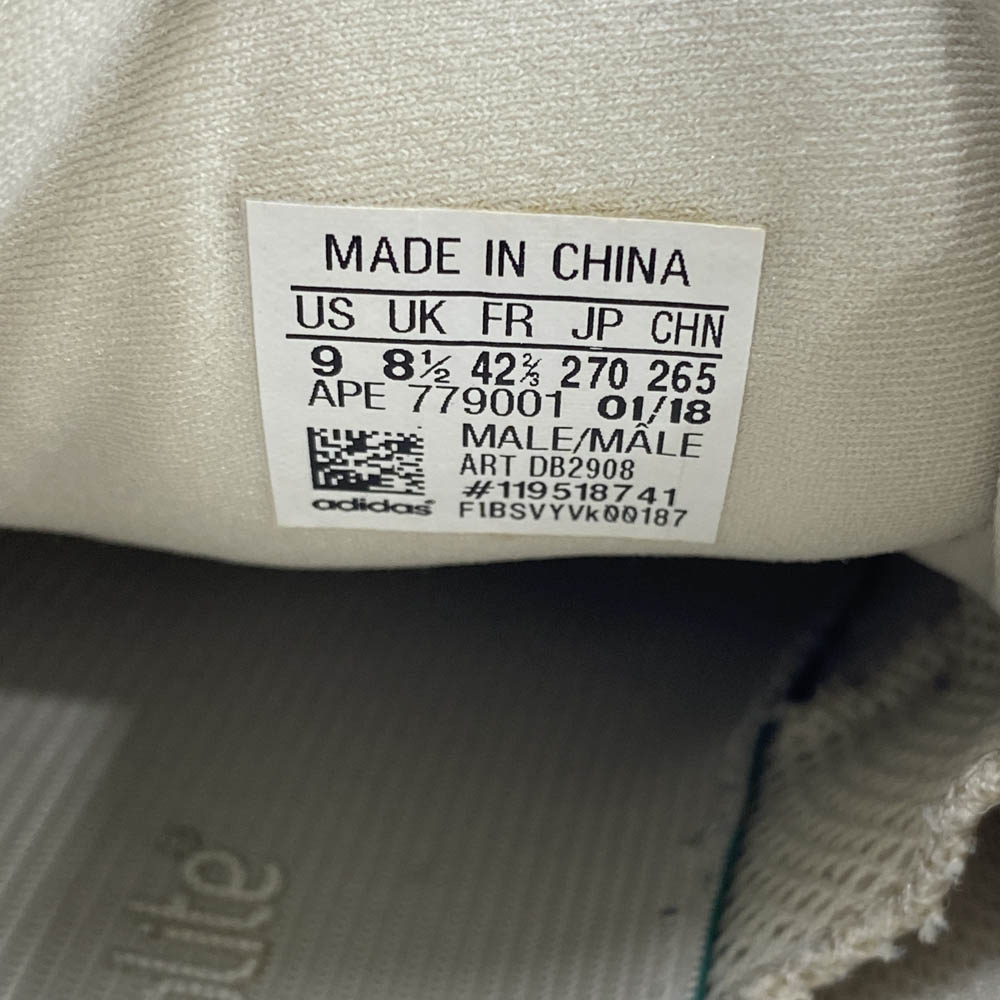 MADE IN CHINA
US UK FR JP CHN
9 8½ 42⅔ 270 265
APE 779001 01/18
MALE/MÂLE
ART DB2908
#119518741
adidas® F1BSVYVk00187
lite